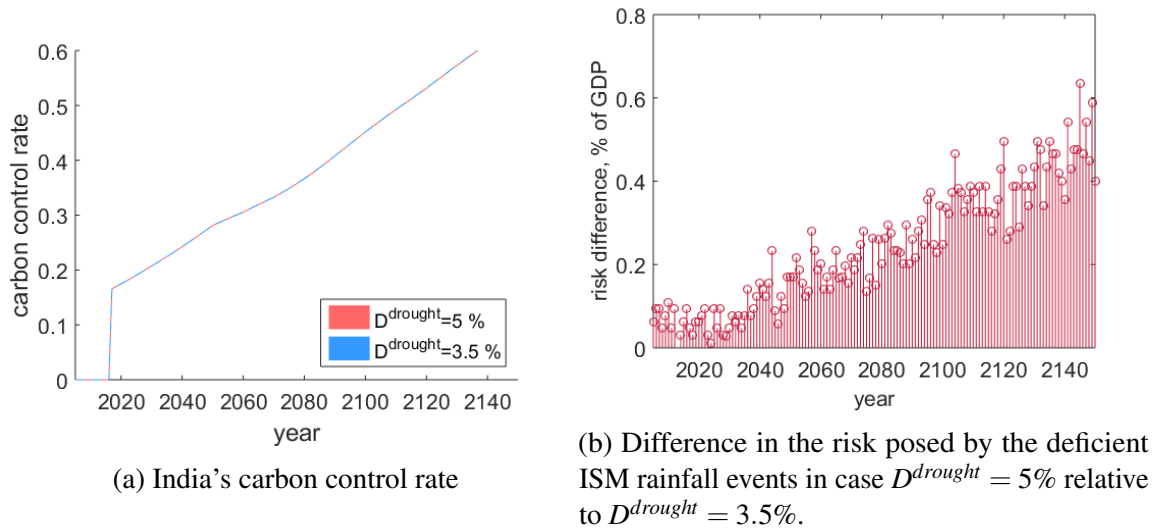 0.6
0.5
0.4
0.3
0.2
0.1
0
carbon control rate
D^drought=5 %
D^drought=3.5 %
2020 2040 2060 2080 2100 2120 2140
year
(a) India's carbon control rate
0.8
0.6
0.4
0.2
0
risk difference, % of GDP
2020 2040 2060 2080 2100 2120 2140
year
(b) Difference in the risk posed by the deficient
ISM rainfall events in case D^drought = 5% relative
to D^drought = 3.5%.